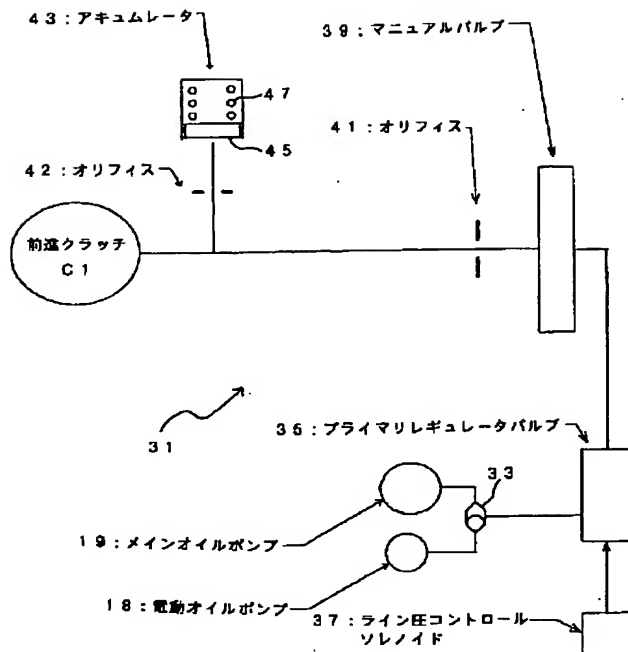 43:アキュムレータ
39:マニュアルバルブ
47
41:オリフィス
45
42:オリフィス
前進クラッチ
C1
35:プライマリレギュレータバルブ
31
33
19:メインオイルポンプ
18:電動オイルポンプ
37:ライン圧コントロール
ソレノイド